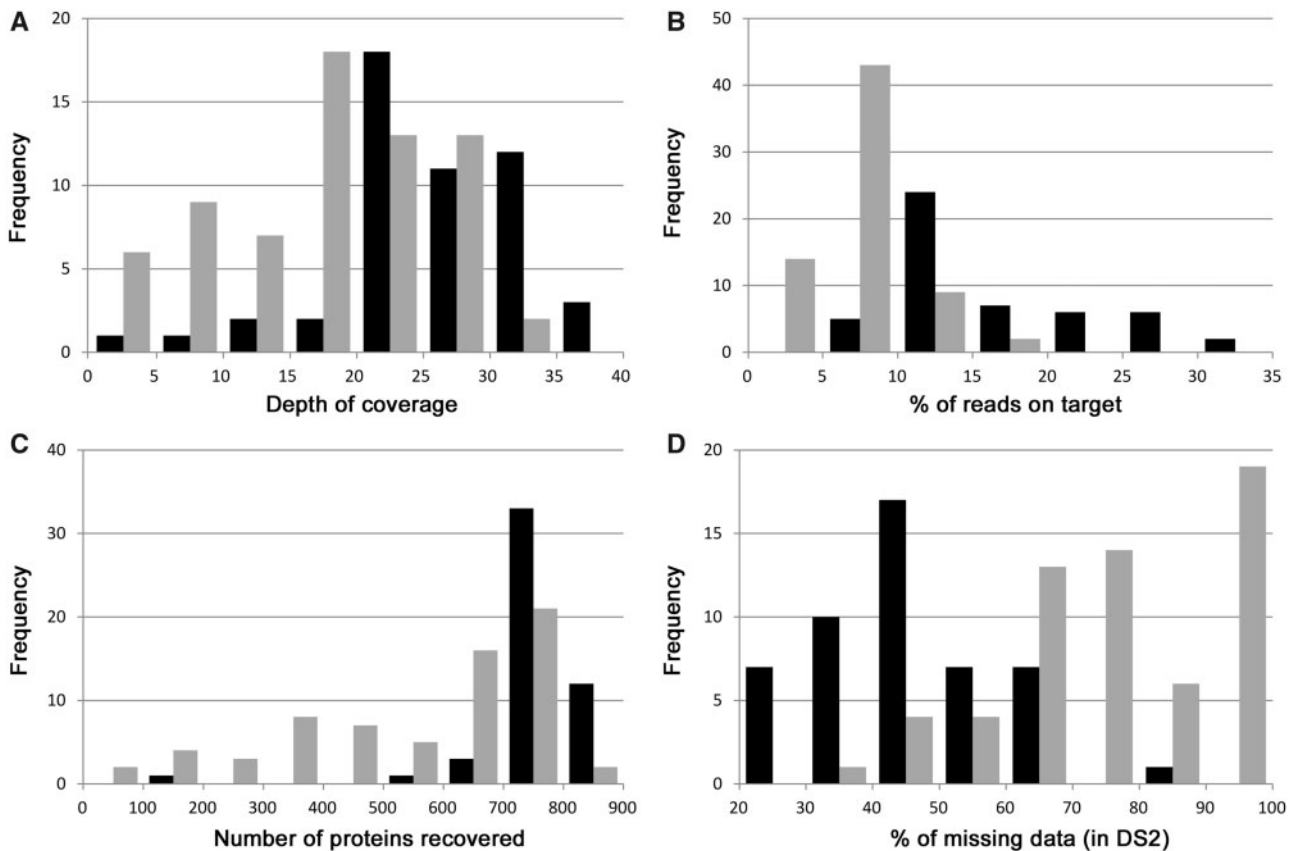 A
20
15
10
5
0
Frequency
0 5 10 15 20 25 30 35 40
Depth of coverage
B
50
40
30
20
10
0
Frequency
0 5 10 15 20 25 30 35
% of reads on target
C
40
30
20
10
0
Frequency
0 100 200 300 400 500 600 700 800 900
Number of proteins recovered
D
20
15
10
5
0
Frequency
20 30 40 50 60 70 80 90 100
% of missing data (in DS2)